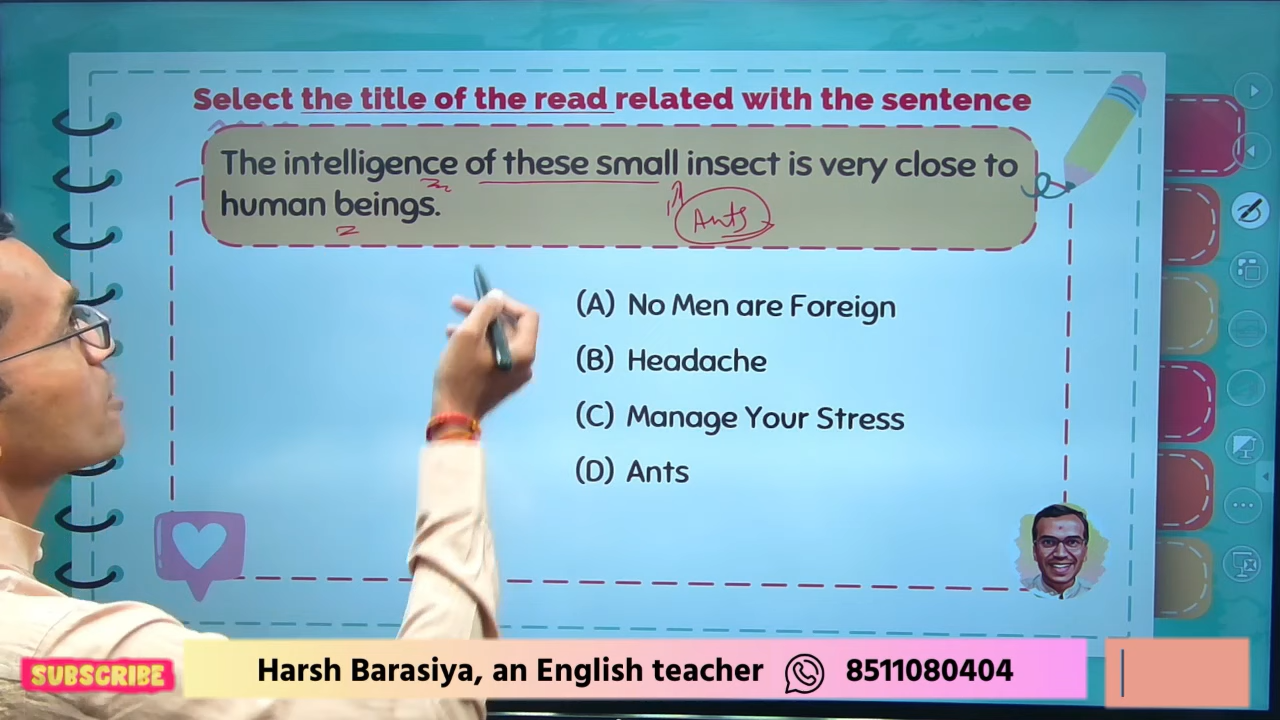 Select the title of the read related with the sentence
The intelligence of these small insect is very close to
human beings.
Ants
(A) No Men are Foreign
(B) Headache
(C) Manage Your Stress
(D) Ants
SUBSCRIBE
Harsh Barasiya, an English teacher 8511080404